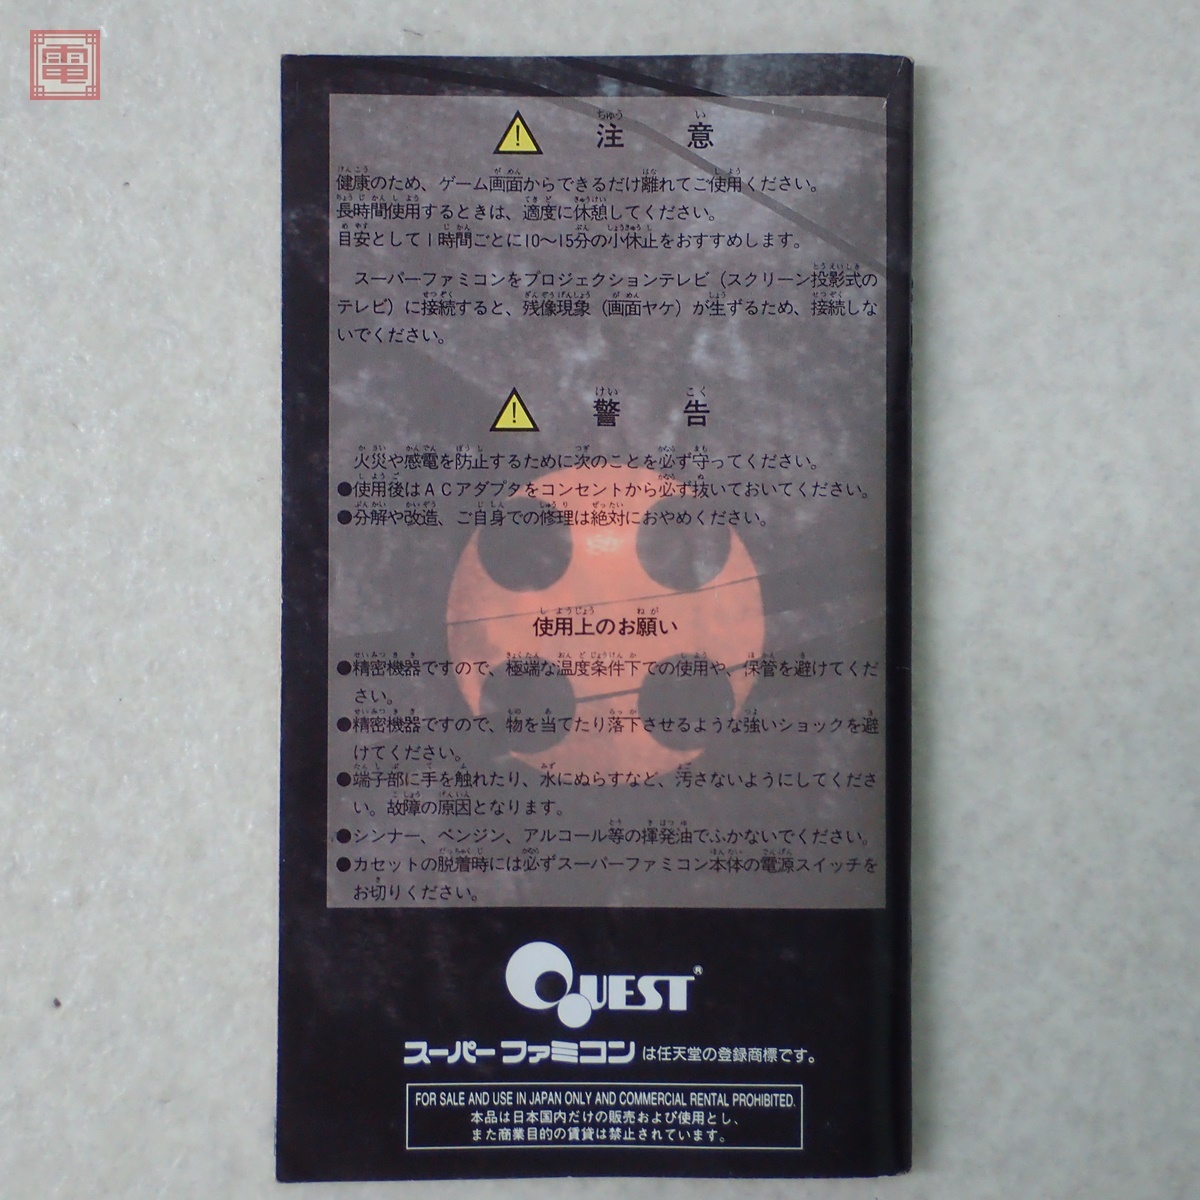 電
注意
健康のため、ゲーム画面からできるだけ離れてご使用ください。
長時間使用するときは、適度に休憩してください。
目安として1時間ごとに10〜15分の小休止をおすすめします。
スーパーファミコンをプロジェクションテレビ（スクリーン投影式の
テレビ）に接続すると、残像現象（画面ヤケ）が生ずるため、接続しな
いでください。
警告
火災や感電を防止するために次のことを必ず守ってください。
●使用後はACアダプタをコンセントから必ず抜いておいてください。
●分解や改造、ご自身での修理は絶対におやめください。
使用上のお願い
●精密機器ですので、極端な温度条件下での使用や、保管を避けてくだ
さい。
●精密機器ですので、物を当てたり落下させるような強いショックを避
けてください。
●端子部に手を触れたり、水にぬらすなど、汚さないようにしてくださ
い。故障の原因となります。
●シンナー、ベンジン、アルコール等の揮発油でふかないでください。
●カセットの脱着時には必ずスーパーファミコン本体の電源スイッチを
お切りください。
QUEST®
スーパーファミコンは任天堂の登録商標です。
FOR SALE AND USE IN JAPAN ONLY AND COMMERCIAL RENTAL PROHIBITED.
本品は日本国内だけの販売および使用とし、
また商業目的の賃貸は禁止されています。